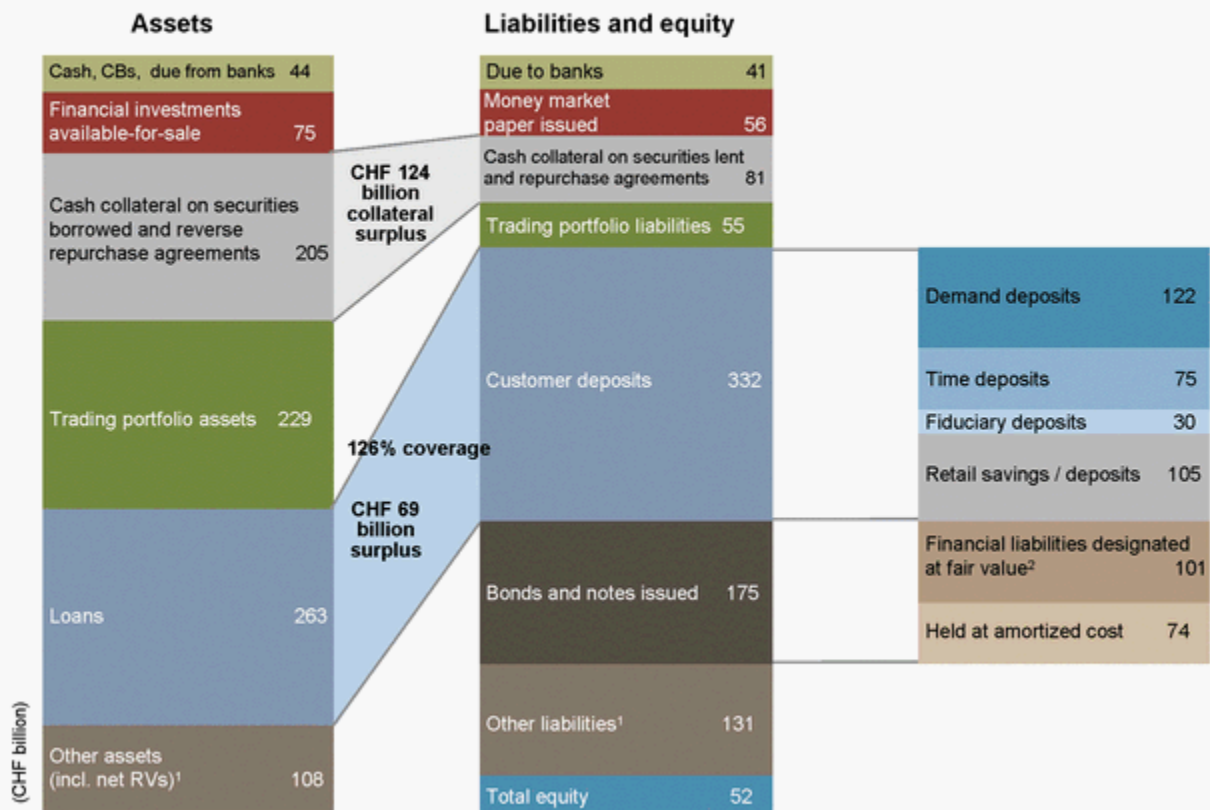 Assets
Liabilities and equity
Cash, CBs, due from banks 44
Financial investments
available-for-sale 75
Cash collateral on securities
borrowed and reverse
repurchase agreements 205
Trading portfolio assets 229
Loans 263
Other assets
(incl. net RVs)¹ 108
(CHF billion)
CHF 124
billion
collateral
surplus
126% coverage
CHF 69
billion
surplus
Due to banks 41
Money market
paper issued 56
Cash collateral on securities lent
and repurchase agreements 81
Trading portfolio liabilities 55
Customer deposits 332
Bonds and notes issued 175
Other liabilities¹ 131
Total equity 52
Demand deposits 122
Time deposits 75
Fiduciary deposits 30
Retail savings / deposits 105
Financial liabilities designated
at fair value² 101
Held at amortized cost 74